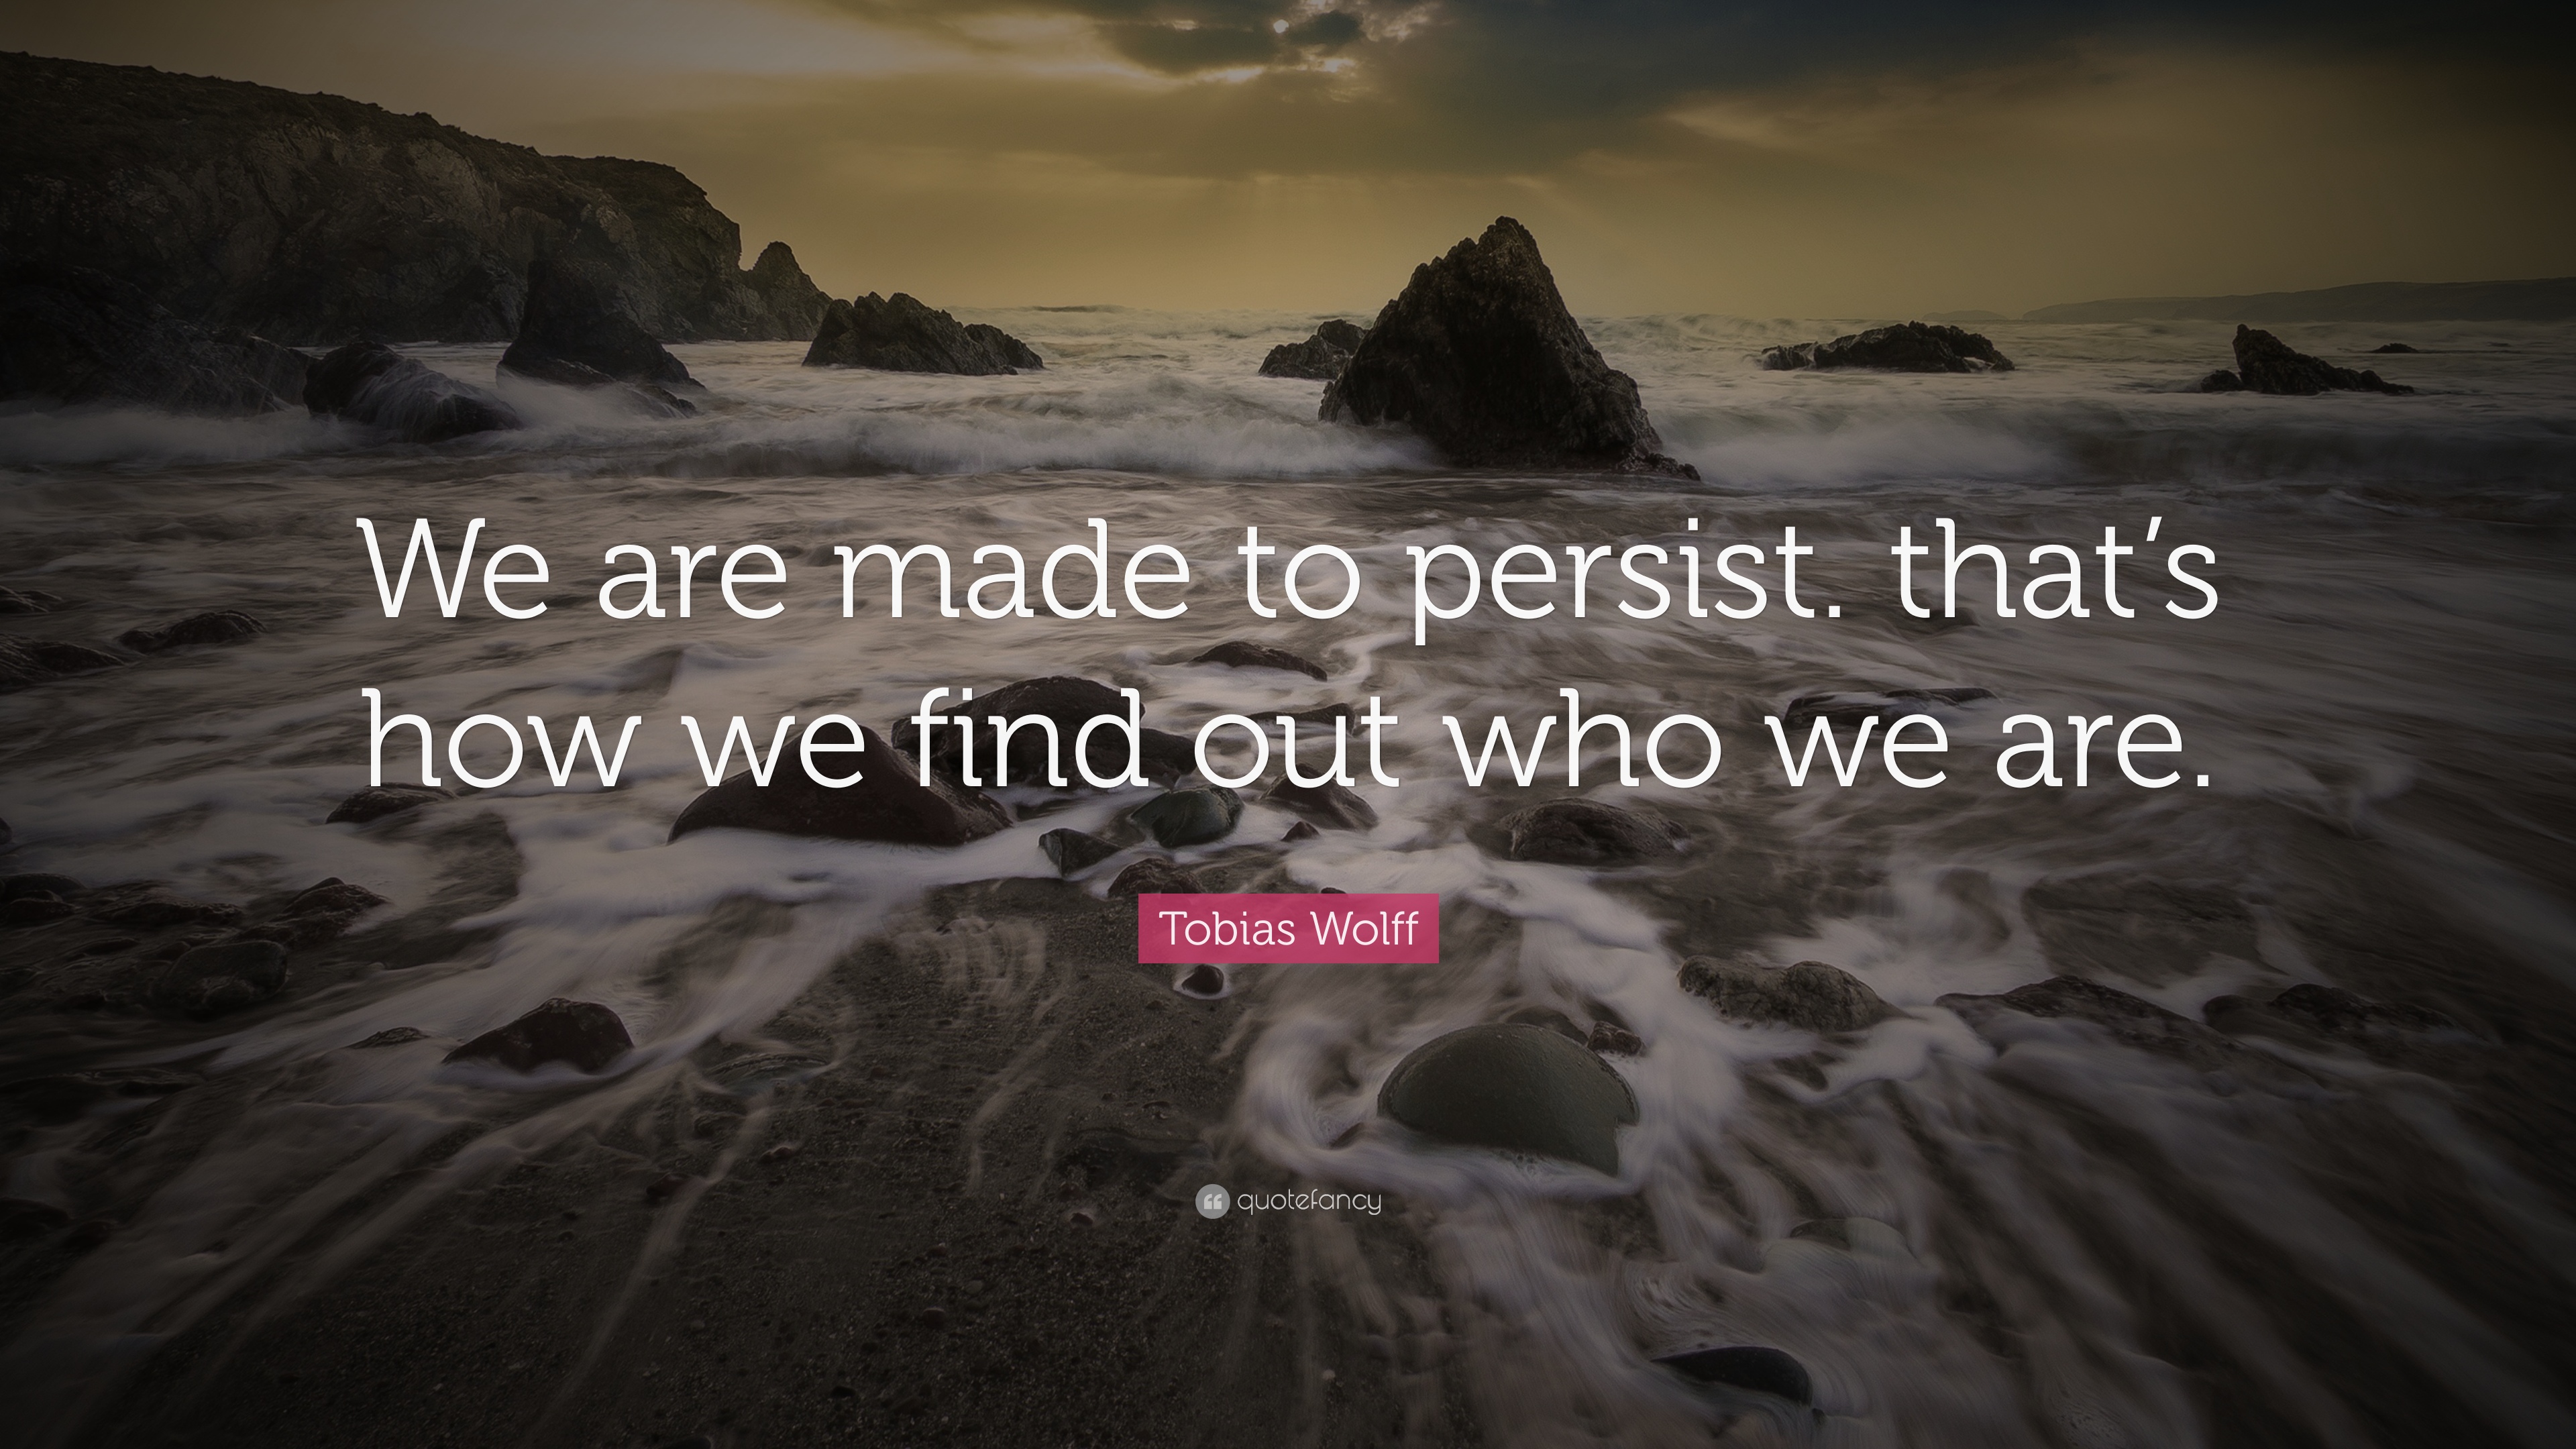 We are made to persist. that’s
how we find out who we are.
Tobias Wolff
quotefancy